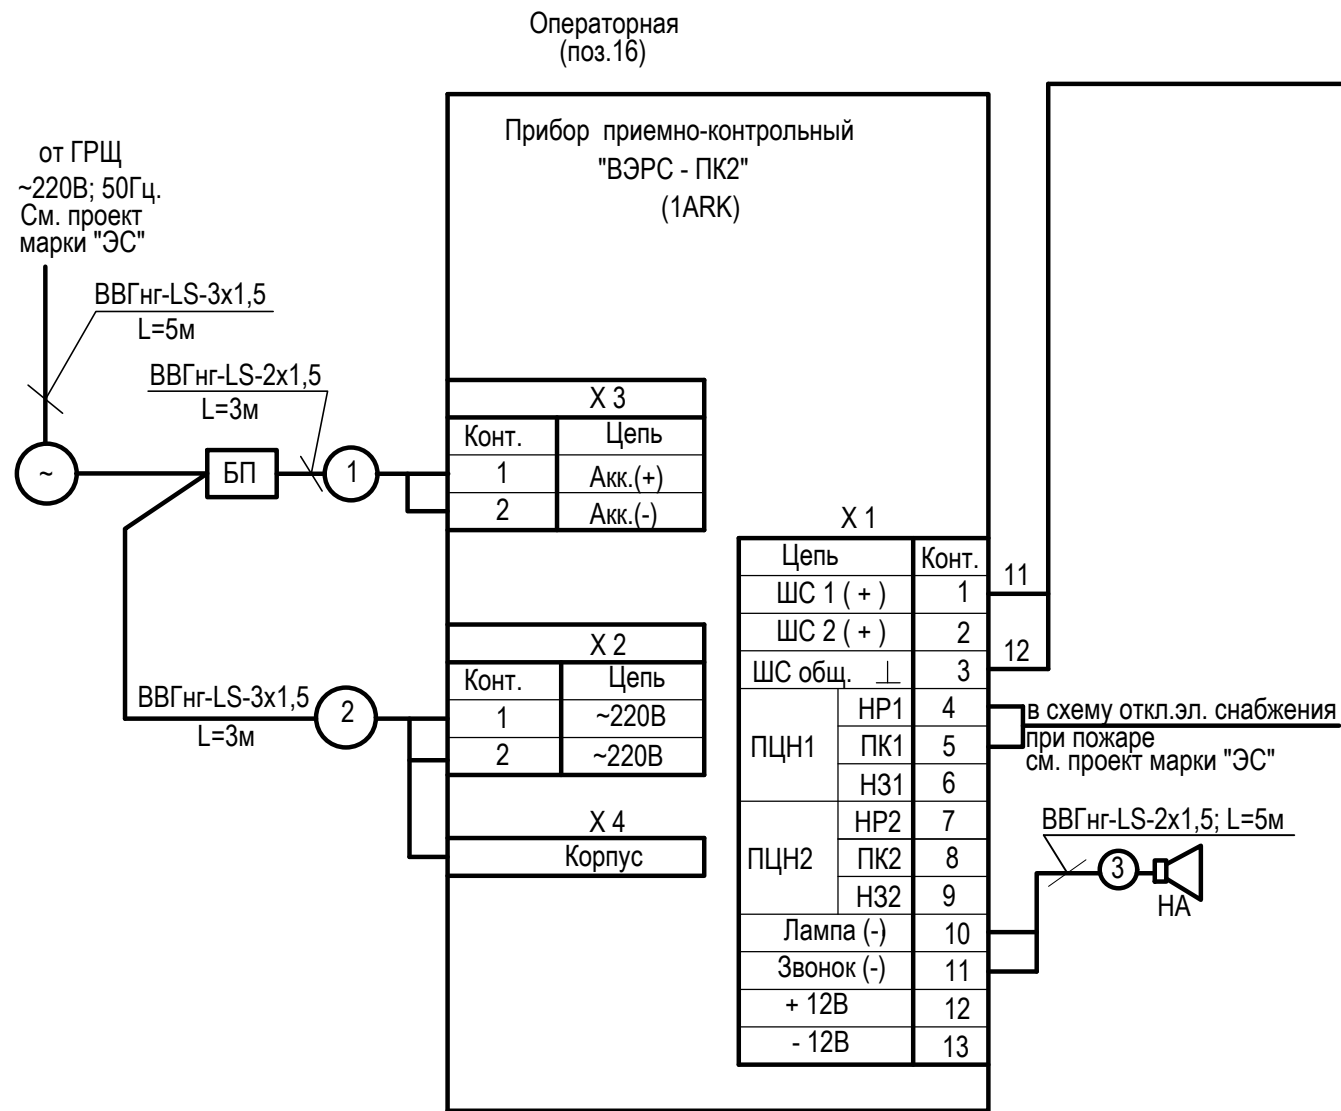 Операторная
(поз.16)
Прибор приемно-контрольный
"ВЭРС - ПК2"
(1ARK)
от ГРЩ
~220В; 50Гц.
См. проект
марки "ЭС"
ВВГнг-LS-3х1,5
L=5м
ВВГнг-LS-2х1,5
L=3м
~
БП
1
Х 3
Конт. Цепь
1 Акк.(+)
2 Акк.(-)
Х 2
Конт. Цепь
1 ~220В
2 ~220В
ВВГнг-LS-3х1,5
L=3м
2
Х 4
Корпус
Х 1
Цепь Конт.
ШС 1 ( + ) 1
ШС 2 ( + ) 2
ШС общ. ⊥ 3
ПЦН1
НР1 4
ПК1 5
НЗ1 6
ПЦН2
НР2 7
ПК2 8
НЗ2 9
Лампа (-) 10
Звонок (-) 11
+ 12В 12
- 12В 13
11
12
в схему откл.эл. снабжения
при пожаре
см. проект марки "ЭС"
ВВГнг-LS-2х1,5; L=5м
3
НА